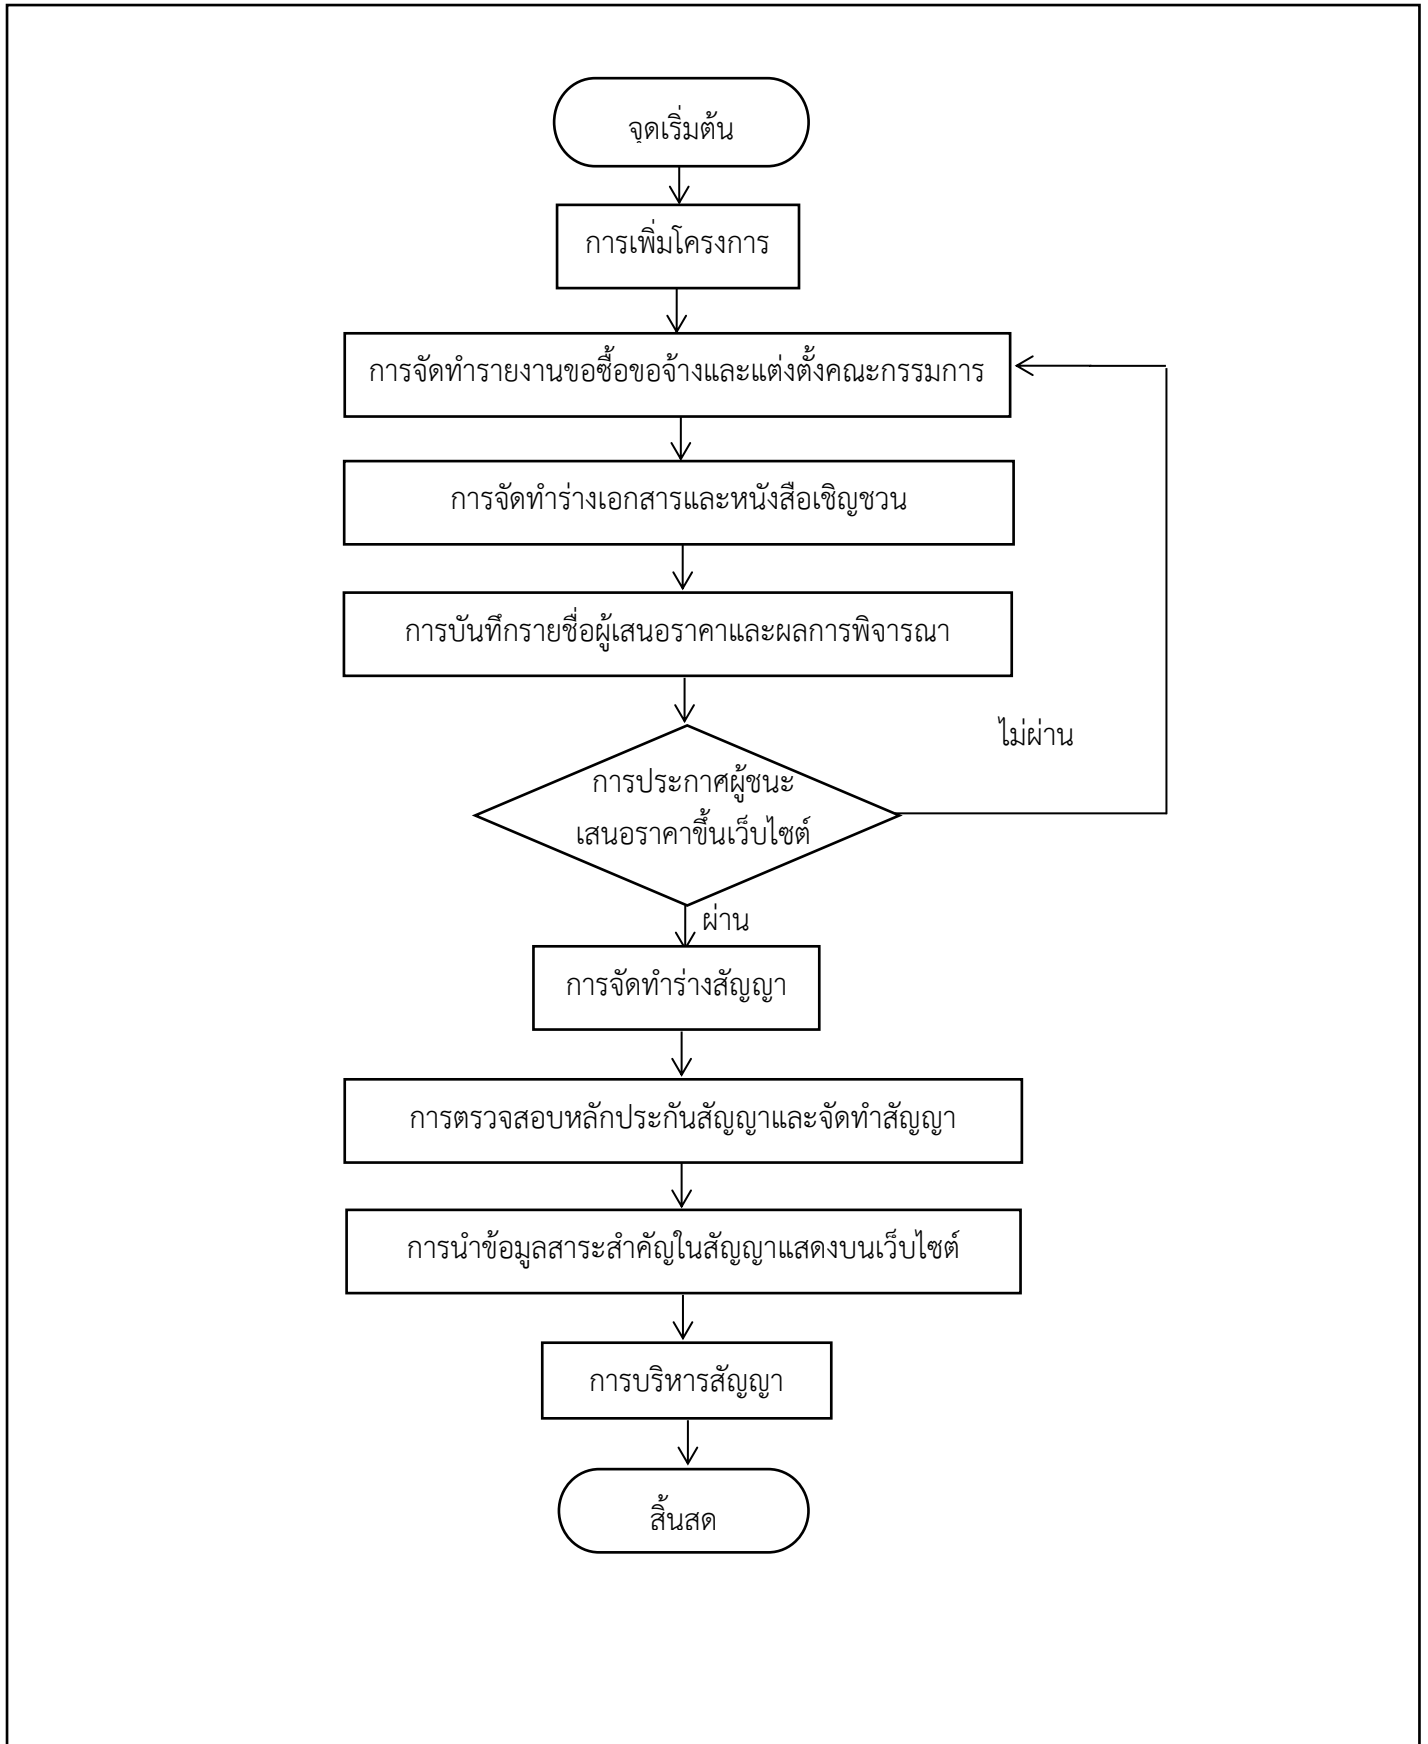 จุดเริ่มต้น
การเพิ่มโครงการ
การจัดทำรายงานขอซื้อขอจ้างและแต่งตั้งคณะกรรมการ
การจัดทำร่างเอกสารและหนังสือเชิญชวน
การบันทึกรายชื่อผู้เสนอราคาและผลการพิจารณา
ไม่ผ่าน
การประกาศผู้ชนะ
เสนอราคาขึ้นเว็บไซต์
ผ่าน
การจัดทำร่างสัญญา
การตรวจสอบหลักประกันสัญญาและจัดทำสัญญา
การนำข้อมูลสาระสำคัญในสัญญาแสดงบนเว็บไซต์
การบริหารสัญญา
สิ้นสด